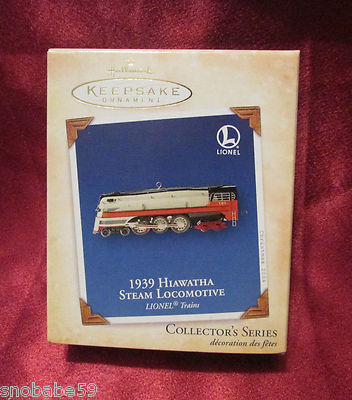 Hallmark
KEEPSAKE
ORNAMENT
L
LIONEL
1939 HIAWATHA
STEAM LOCOMOTIVE
LIONEL® Trains
COLLECTOR'S SERIES
décoration des fêtes
snobabe59